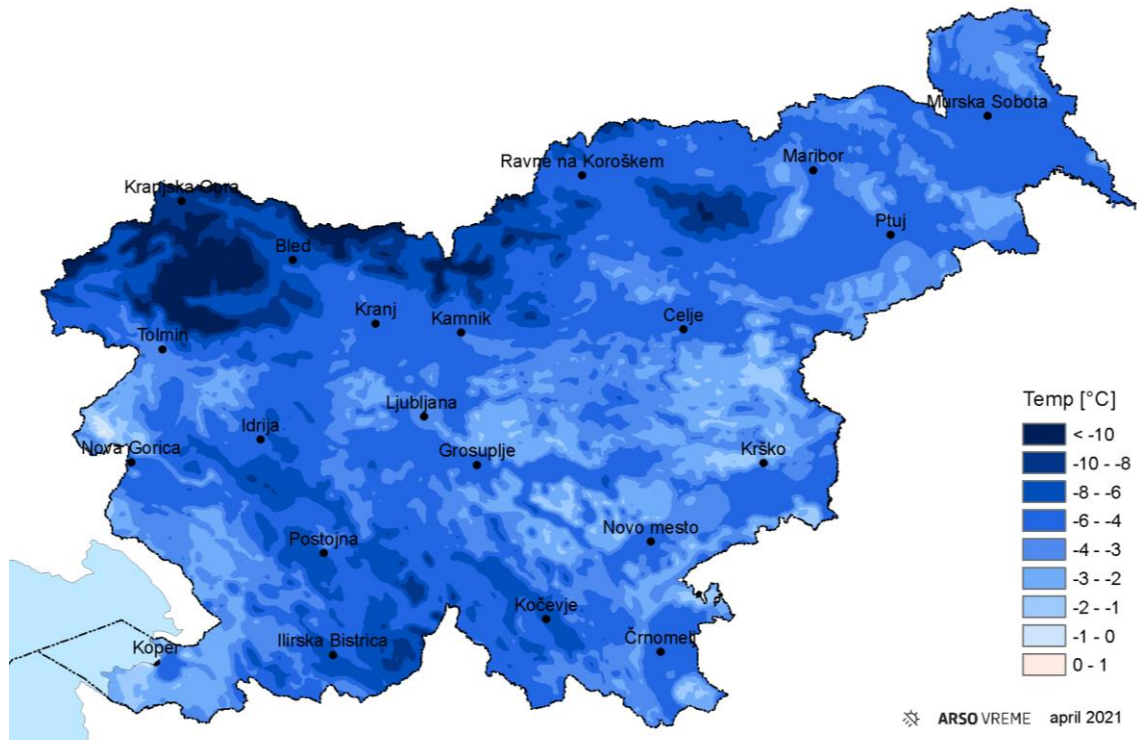 Murska Sobota
Ravne na Koroškem
Maribor
Kranjska Gora
Ptuj
Bled
Kranj
Kamnik
Celje
Tolmin
Ljubljana
Idrija
Nova Gorica
Grosuplje
Krško
Novo mesto
Postojna
Kočevje
Koper
Ilirska Bistrica
Črnomelj
Temp [°C]
< -10
-10 - -8
-8 - -6
-6 - -4
-4 - -3
-3 - -2
-2 - -1
-1 - 0
0 - 1
ARSO VREME april 2021